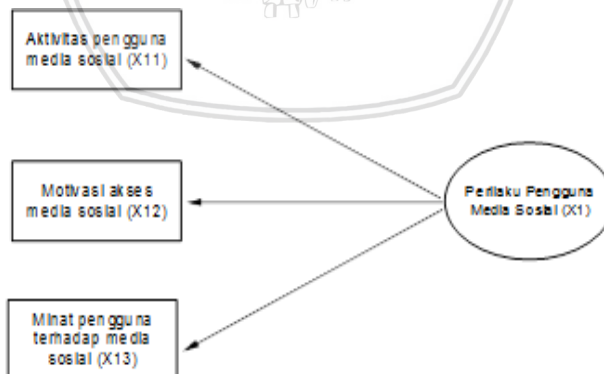 Aktivitas pengguna
media sosial (X11)
Motivasi akses
media sosial (X12)
Perilaku Pengguna
Media Sosial (X1)
Minat pengguna
terhadap media
sosial (X13)